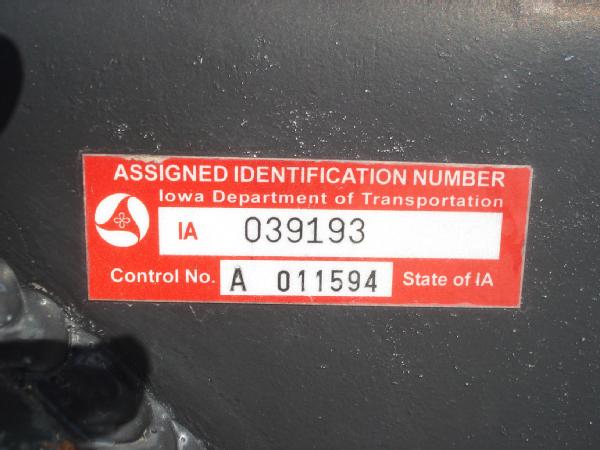 ASSIGNED IDENTIFICATION NUMBER
Iowa Department of Transportation
IA 039193
Control No. A 011594 State of IA